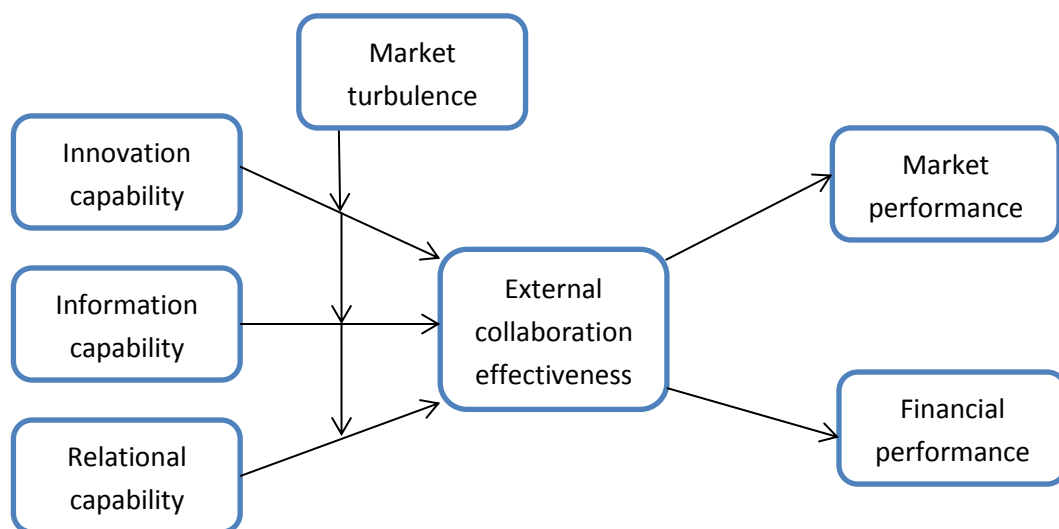 Market
turbulence
Innovation
capability
Information
capability
Relational
capability
External
collaboration
effectiveness
Market
performance
Financial
performance